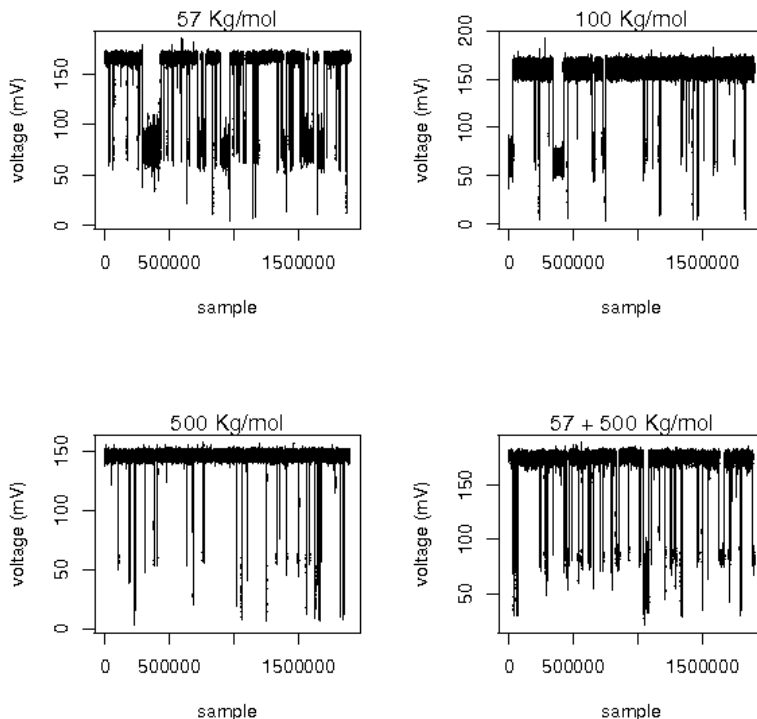 57 Kg/mol
voltage (mV)
0 50 100 150
0 500000 1500000
sample
100 Kg/mol
voltage (mV)
0 50 100 150 200
0 500000 1500000
sample
500 Kg/mol
voltage (mV)
0 50 100 150
0 500000 1500000
sample
57 + 500 Kg/mol
voltage (mV)
50 100 150
0 500000 1500000
sample